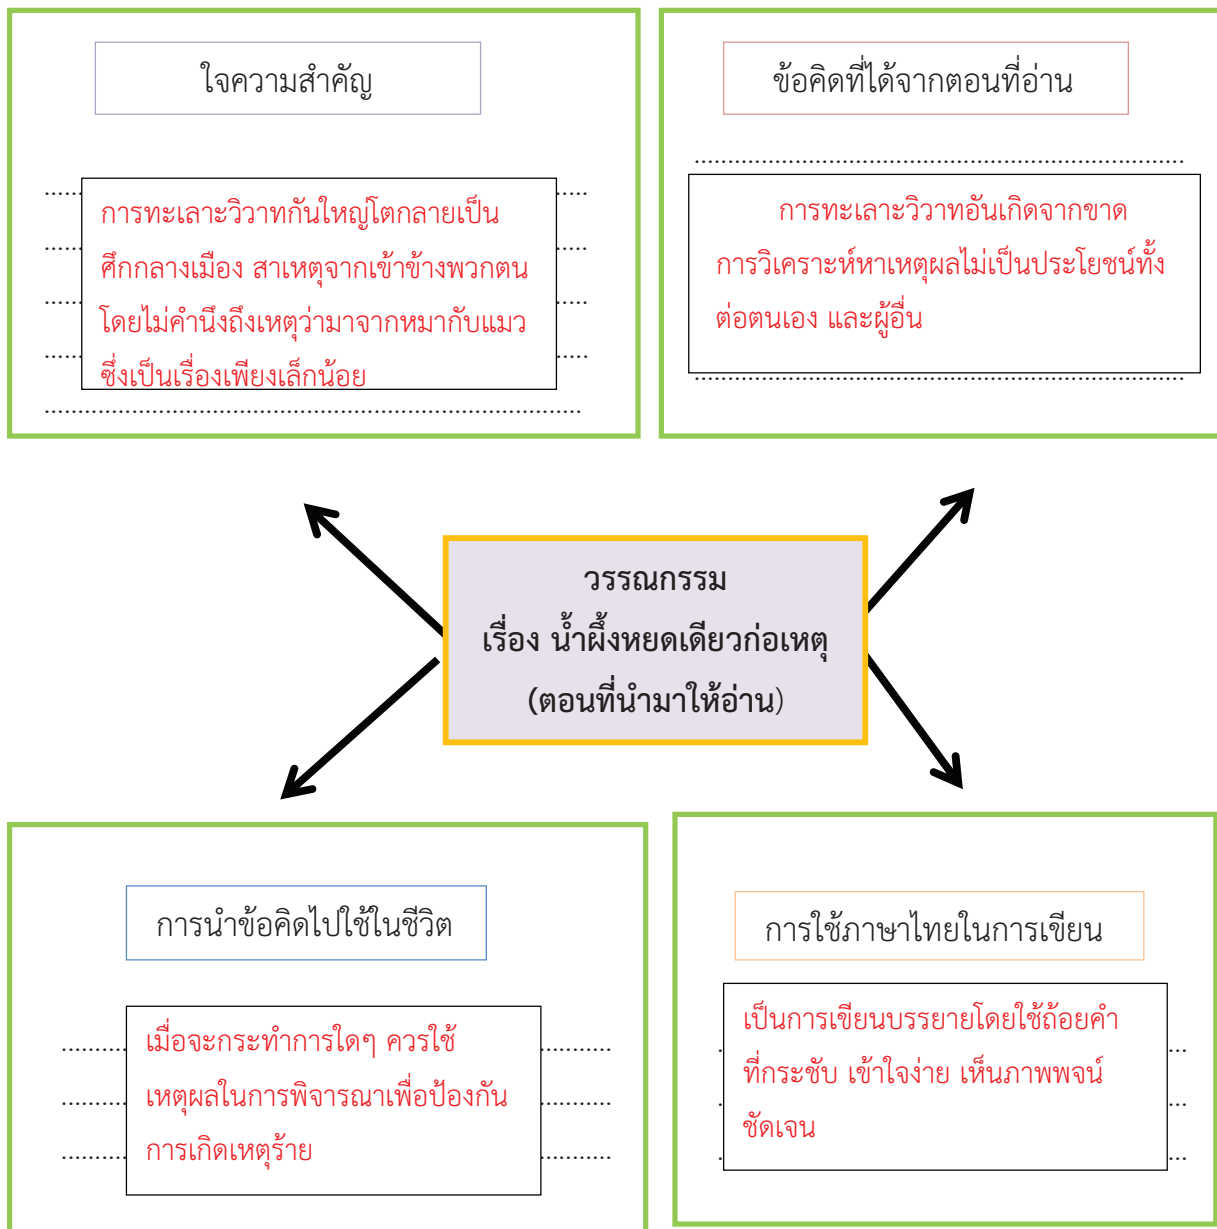 ใจความสำคัญ
การทะเลาะวิวาทกันใหญ่โตกลายเป็น
ศึกกลางเมือง สาเหตุจากเข้าข้างพวกตน
โดยไม่คำนึงถึงเหตุว่ามาจากหมากับแมว
ซึ่งเป็นเรื่องเพียงเล็กน้อย
ข้อคิดที่ได้จากตอนที่อ่าน
การทะเลาะวิวาทอันเกิดจากขาด
การวิเคราะห์หาเหตุผลไม่เป็นประโยชน์ทั้ง
ต่อตนเอง และผู้อื่น
วรรณกรรม
เรื่อง น้ำผึ้งหยดเดียวก่อเหตุ
(ตอนที่นำมาให้อ่าน)
การนำข้อคิดไปใช้ในชีวิต
เมื่อจะกระทำการใดๆ ควรใช้
เหตุผลในการพิจารณาเพื่อป้องกัน
การเกิดเหตุร้าย
การใช้ภาษาไทยในการเขียน
เป็นการเขียนบรรยายโดยใช้ถ้อยคำ
ที่กระชับ เข้าใจง่าย เห็นภาพพจน์
ชัดเจน